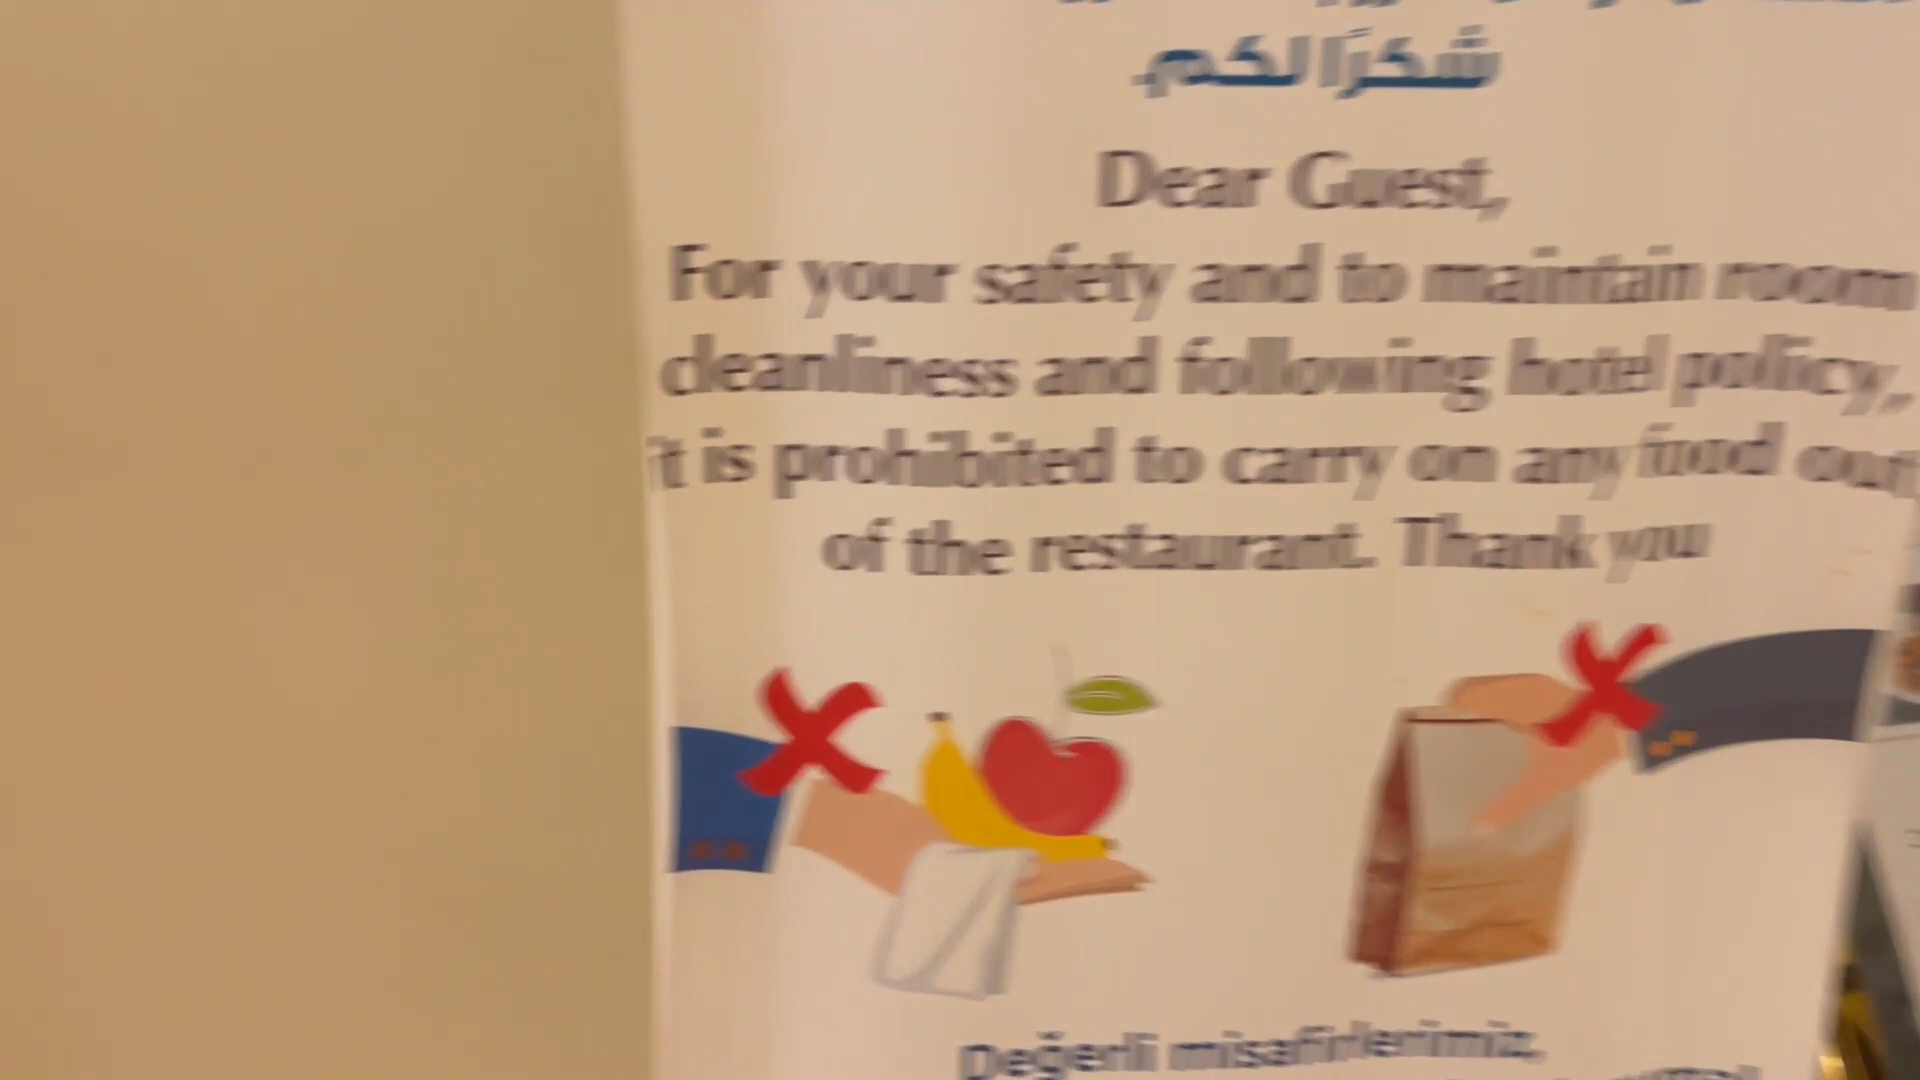 شكرًا لكم.
Dear Guest,
For your safety and to maintain room
cleanliness and following hotel policy,
it is prohibited to carry on any food out
of the restaurant. Thank you
Değerli misafirlerimiz,